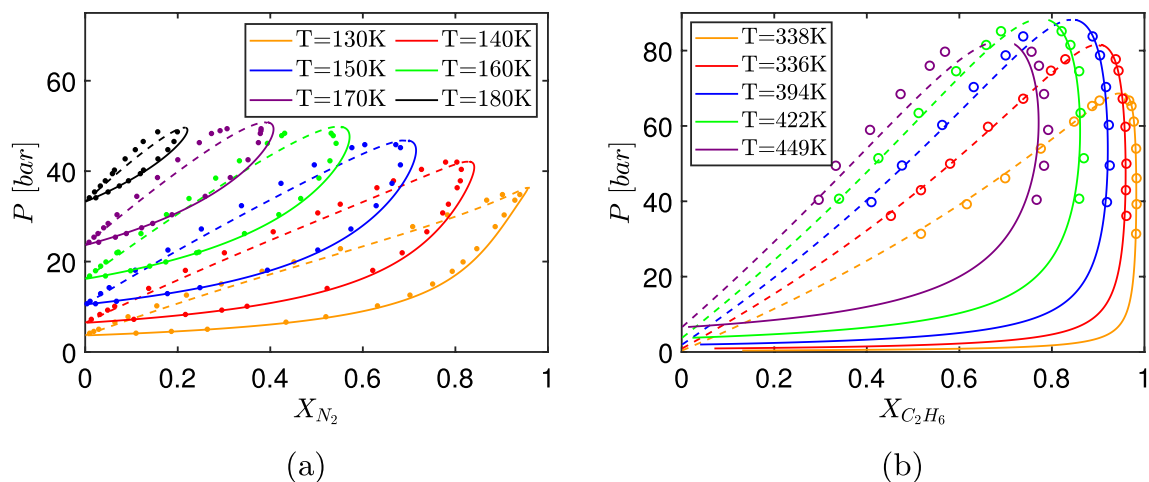 T=130K T=140K
T=150K T=160K
T=170K T=180K
P [bar]
60
40
20
0
0 0.2 0.4 0.6 0.8 1
X_{N_2}
(a)
T=338K
T=336K
T=394K
T=422K
T=449K
P [bar]
80
60
40
20
0
0 0.2 0.4 0.6 0.8 1
X_{C_2H_6}
(b)